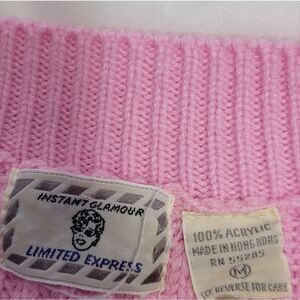 INSTANT GLAMOUR
LIMITED EXPRESS
100% ACRYLIC
MADE IN HONG KONG
RN 55285
M
SEE REVERSE FOR CARE